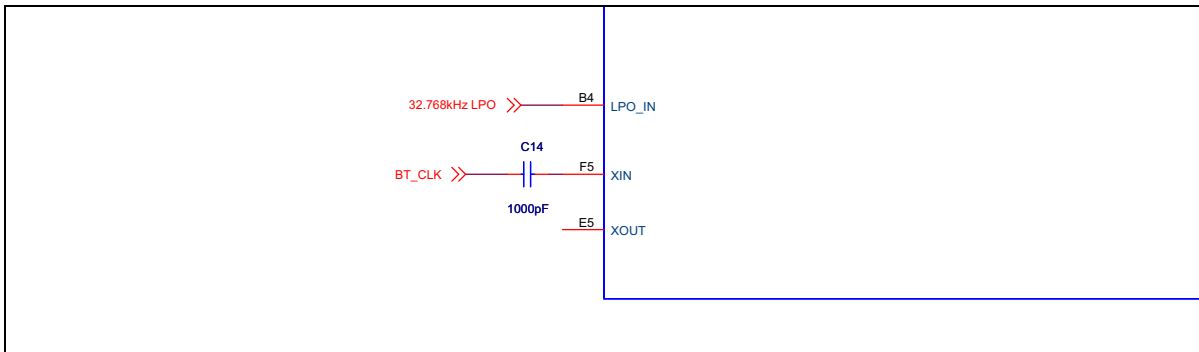 32.768kHz LPO B4 LPO_IN
C14
BT_CLK F5 XIN
1000pF
E5 XOUT